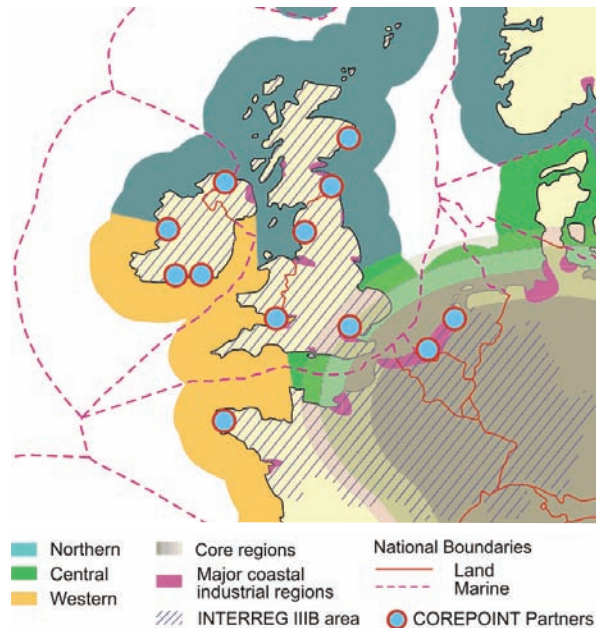 Northern
Central
Western
Core regions
Major coastal
industrial regions
INTERREG IIIB area
National Boundaries
Land
Marine
COREPOINT Partners